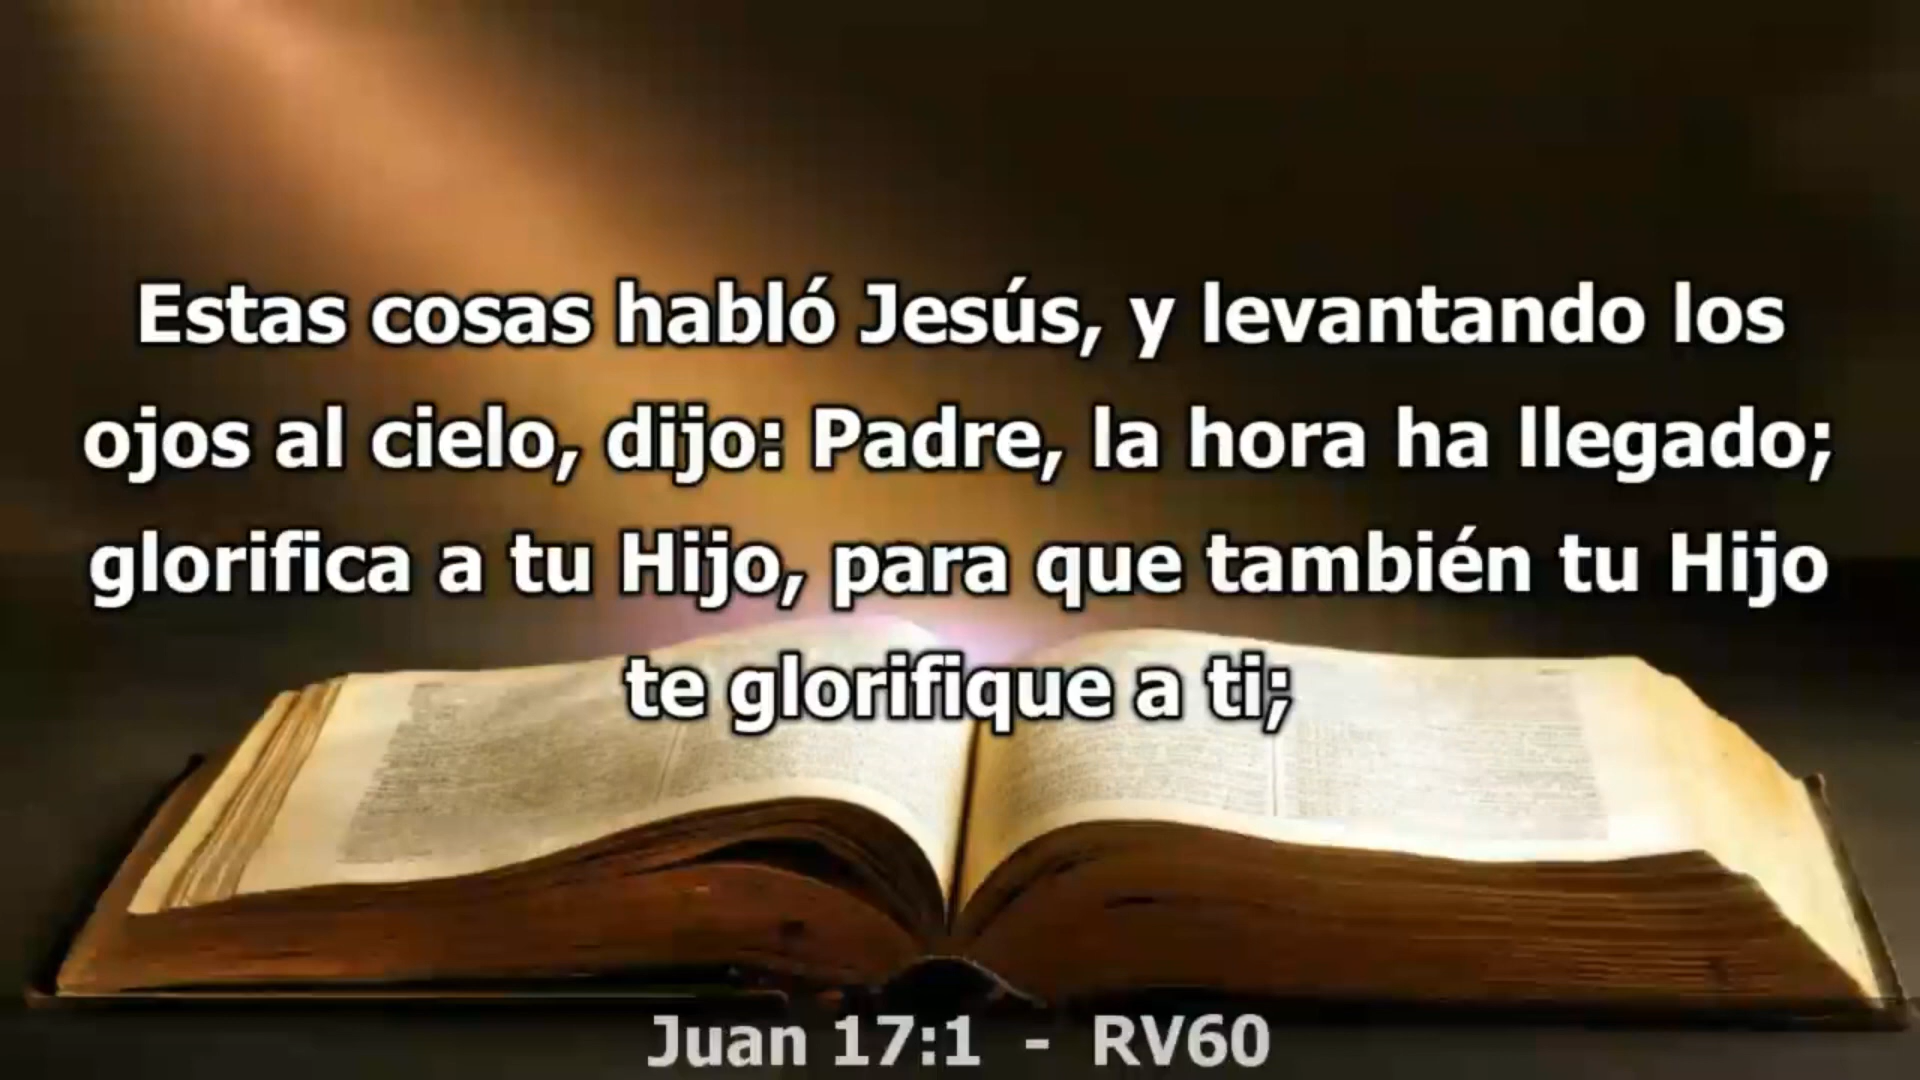 Estas cosas habló Jesús, y levantando los
ojos al cielo, dijo: Padre, la hora ha llegado;
glorifica a tu Hijo, para que también tu Hijo
te glorifique a ti;
Juan 17:1 - RV60